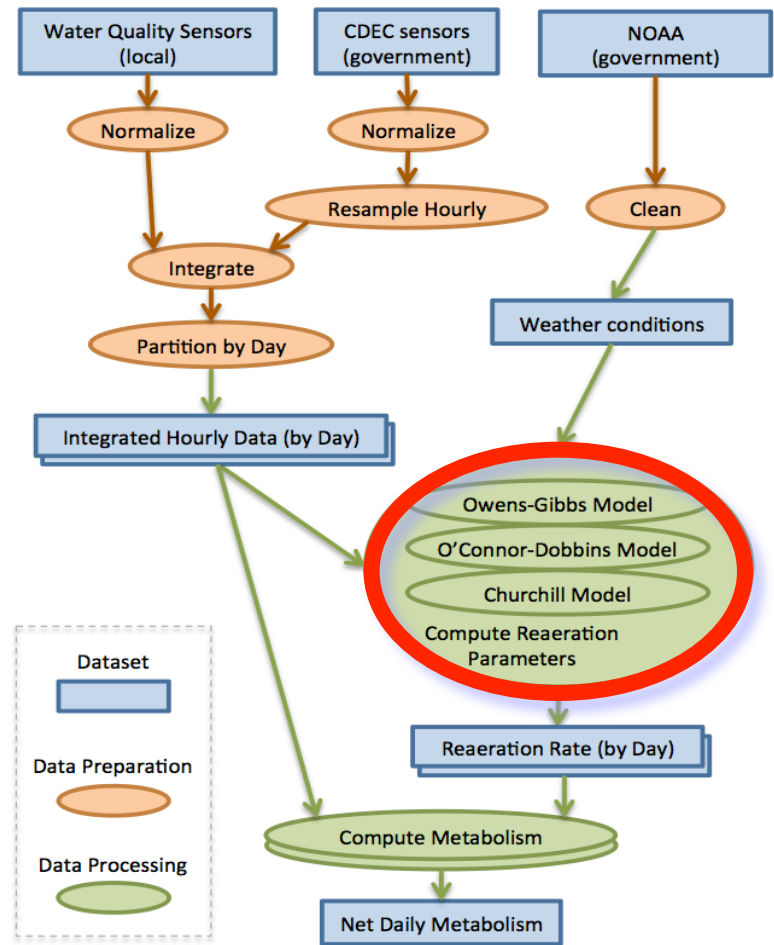 Water Quality Sensors
(local)
CDEC sensors
(government)
NOAA
(government)
Normalize
Normalize
Resample Hourly
Clean
Integrate
Partition by Day
Weather conditions
Integrated Hourly Data (by Day)
Owens-Gibbs Model
O'Connor-Dobbins Model
Churchill Model
Compute Reaeration
Parameters
Reaeration Rate (by Day)
Compute Metabolism
Net Daily Metabolism
Dataset
Data Preparation
Data Processing